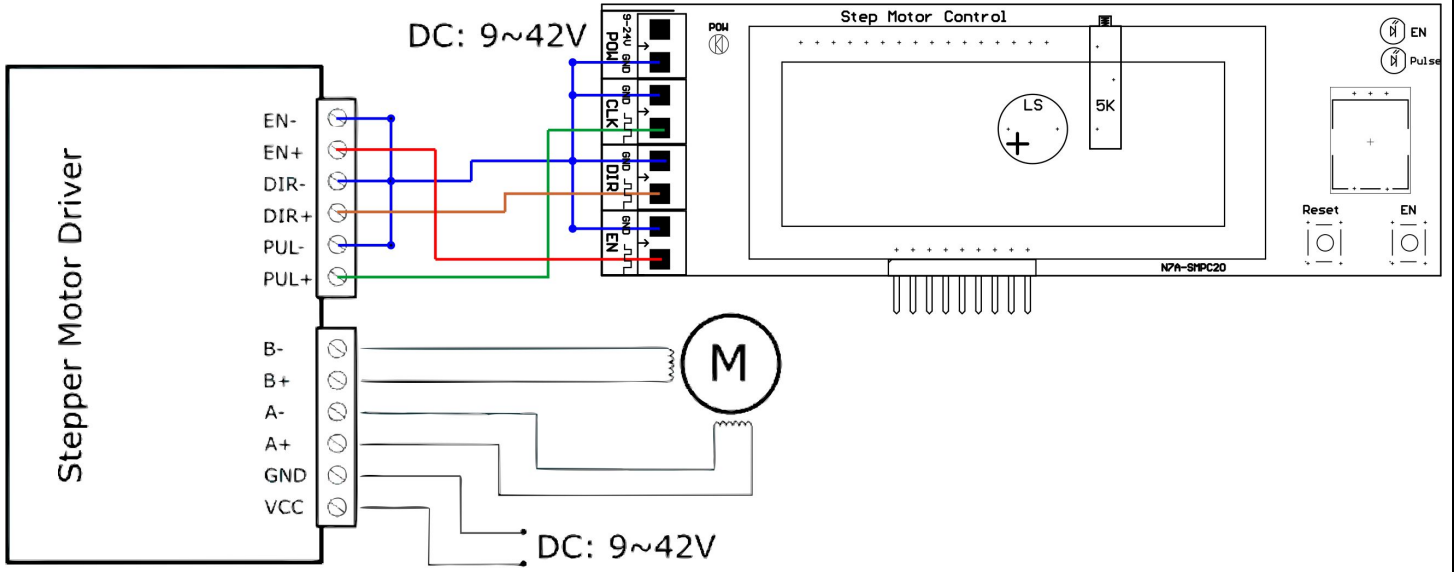 DC: 9~42V
Step Motor Control
POW
9-24V
POW
GND
GND
CLK
GND
DIR
GND
EN
LS
5K
EN
Pulse
Reset
EN
N7A-SMPC20
Stepper Motor Driver
EN-
EN+
DIR-
DIR+
PUL-
PUL+
B-
B+
A-
A+
GND
VCC
M
DC: 9~42V